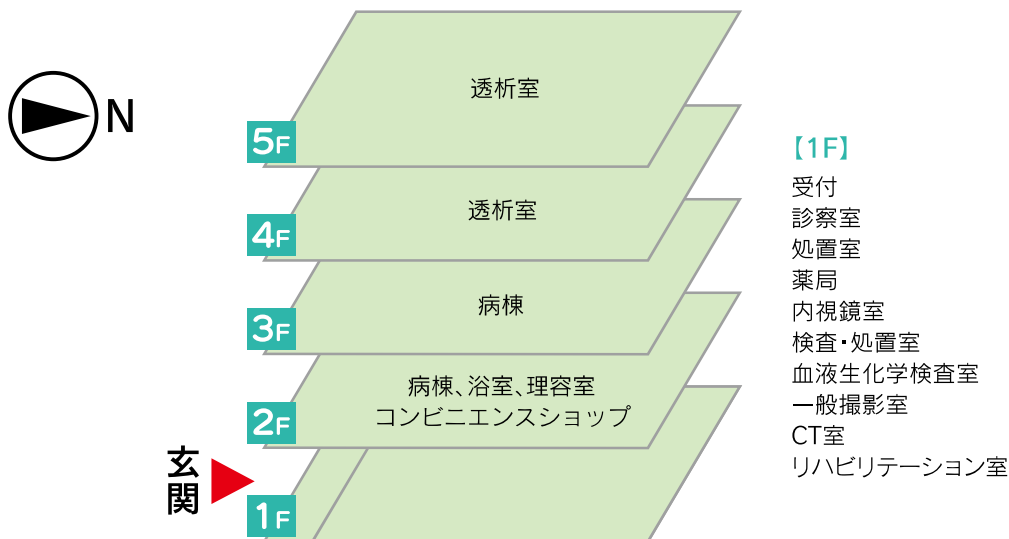 N
5F
透析室
4F
透析室
3F
病棟
2F
病棟、浴室、理容室
コンビニエンスショップ
玄関
1F
【1F】
受付
診察室
処置室
薬局
内視鏡室
検査・処置室
血液生化学検査室
一般撮影室
CT室
リハビリテーション室